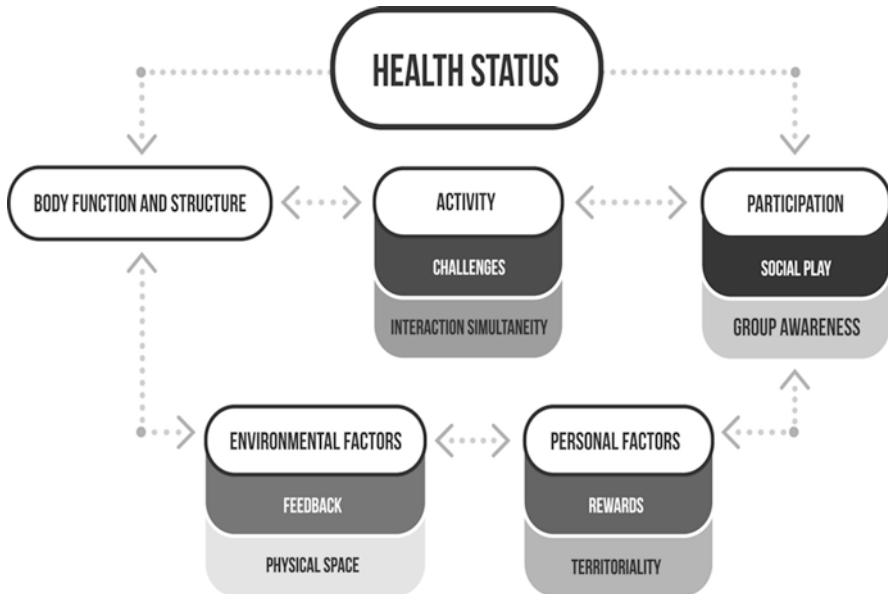 HEALTH STATUS
BODY FUNCTION AND STRUCTURE
ACTIVITY
CHALLENGES
INTERACTION SIMULTANEITY
PARTICIPATION
SOCIAL PLAY
GROUP AWARENESS
ENVIRONMENTAL FACTORS
FEEDBACK
PHYSICAL SPACE
PERSONAL FACTORS
REWARDS
TERRITORIALITY